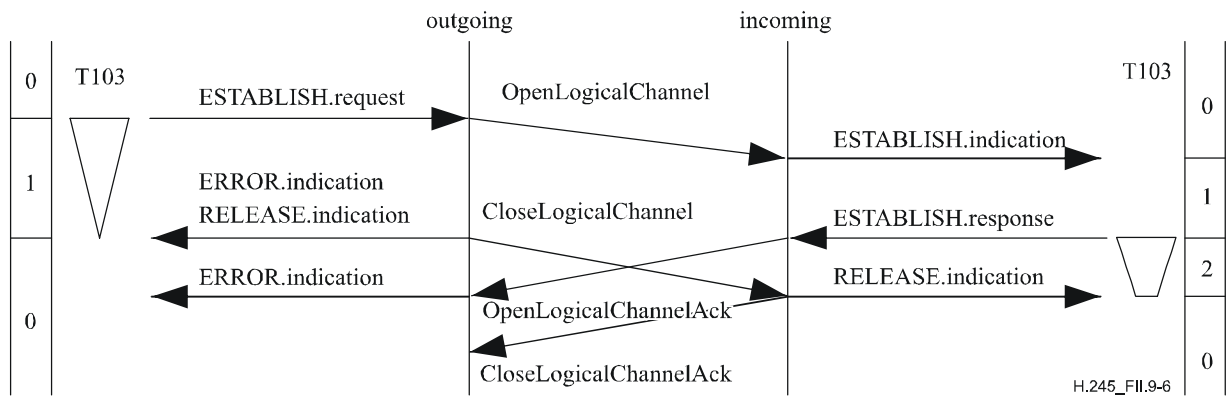 outgoing
incoming
0
T103
T103
0
ESTABLISH.request
OpenLogicalChannel
ESTABLISH.indication
1
ERROR.indication
RELEASE.indication
CloseLogicalChannel
ESTABLISH.response
1
ERROR.indication
RELEASE.indication
2
OpenLogicalChannelAck
0
CloseLogicalChannelAck
0
H.245_FII.9-6